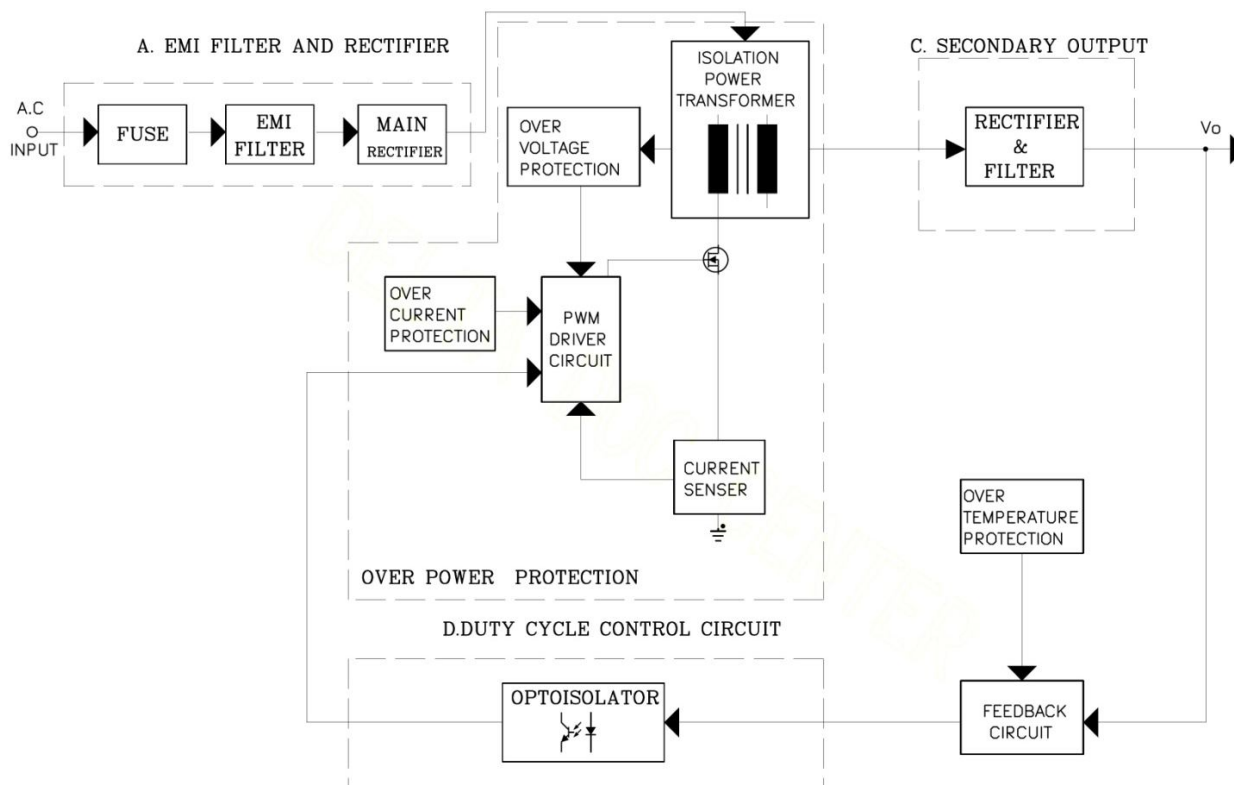 A. EMI FILTER AND RECTIFIER
A.C
INPUT
FUSE
EMI
FILTER
MAIN
RECTIFIER
OVER
VOLTAGE
PROTECTION
ISOLATION
POWER
TRANSFORMER
C. SECONDARY OUTPUT
RECTIFIER
&
FILTER
Vo
OVER
CURRENT
PROTECTION
PWM
DRIVER
CIRCUIT
CURRENT
SENSER
OVER
TEMPERATURE
PROTECTION
OVER POWER PROTECTION
D.DUTY CYCLE CONTROL CIRCUIT
OPTOISOLATOR
FEEDBACK
CIRCUIT